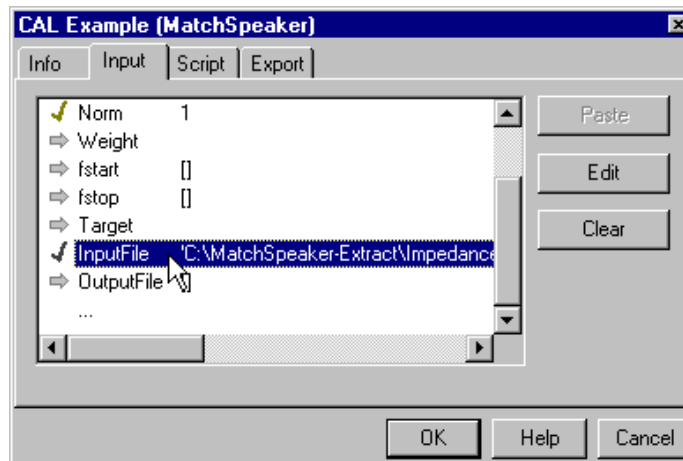 CAL Example (MatchSpeaker)
Info Input Script Export
Norm 1
Weight
fstart []
fstop []
Target
InputFile 'C:\MatchSpeaker-Extract\Impedance
OutputFile []
...
Paste
Edit
Clear
OK Help Cancel